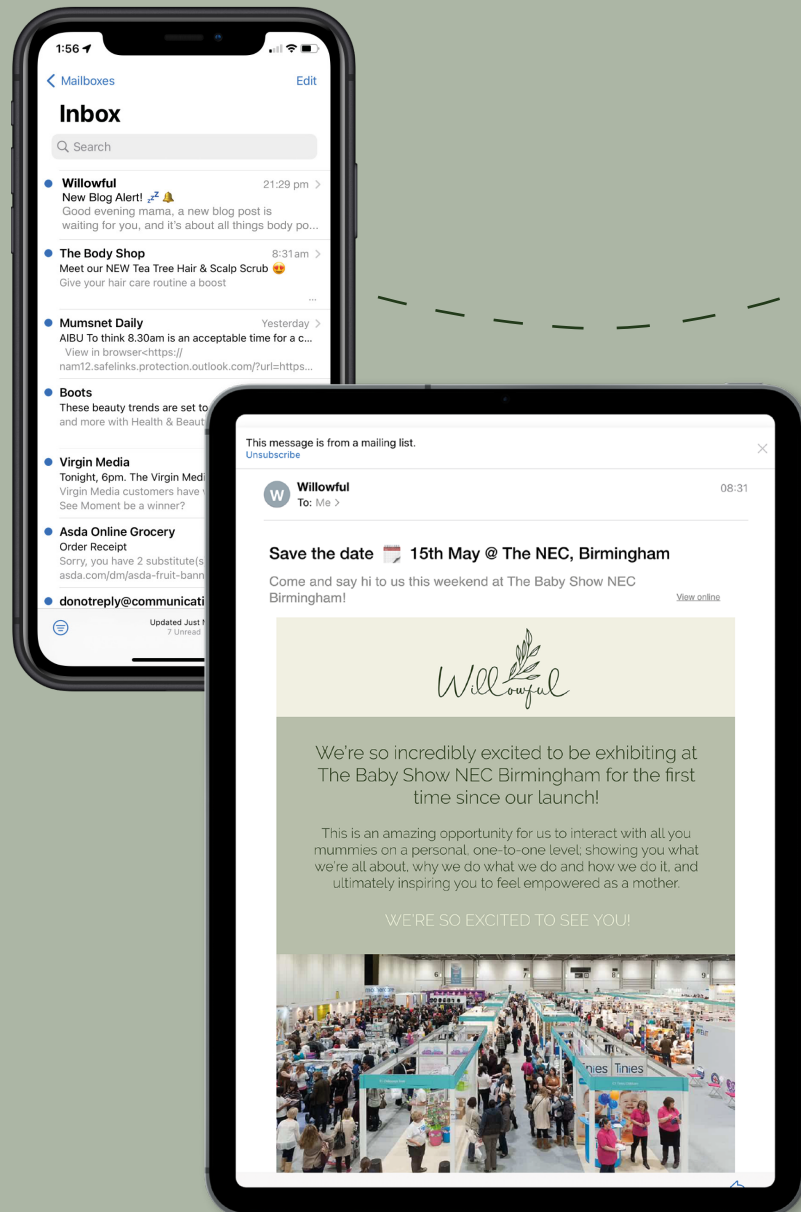 1:56
Mailboxes
Edit
Inbox
Search
Willowful
21:29 pm
New Blog Alert!
Good evening mama, a new blog post is
waiting for you, and it's about all things body po...
The Body Shop
8:31am
Meet our NEW Tea Tree Hair & Scalp Scrub
Give your hair care routine a boost
...
Mumsnet Daily
Yesterday
AIBU To think 8.30am is an acceptable time for a c...
View in browser<https://
nam12.safelinks.protection.outlook.com/?url=https...
Boots
These beauty trends are set to
and more with Health & Beaut
Virgin Media
Tonight, 6pm. The Virgin Medi
Virgin Media customers have
See Moment be a winner?
Asda Online Grocery
Order Receipt
Sorry, you have 2 substitute(s
asda.com/dm/asda-fruit-bann
donotreply@communicati
Updated Just
7 Unread
This message is from a mailing list.
Unsubscribe
W
Willowful
08:31
To: Me >
Save the date 15th May @ The NEC, Birmingham
Come and say hi to us this weekend at The Baby Show NEC
Birmingham!
View online
Willowful
We're so incredibly excited to be exhibiting at
The Baby Show NEC Birmingham for the first
time since our launch!
This is an amazing opportunity for us to interact with all you
mummies on a personal, one-to-one level; showing you what
we're all about, why we do what we do and how we do it, and
ultimately inspiring you to feel empowered as a mother.
WE'RE SO EXCITED TO SEE YOU!
6
7
8
9
nies Tinies